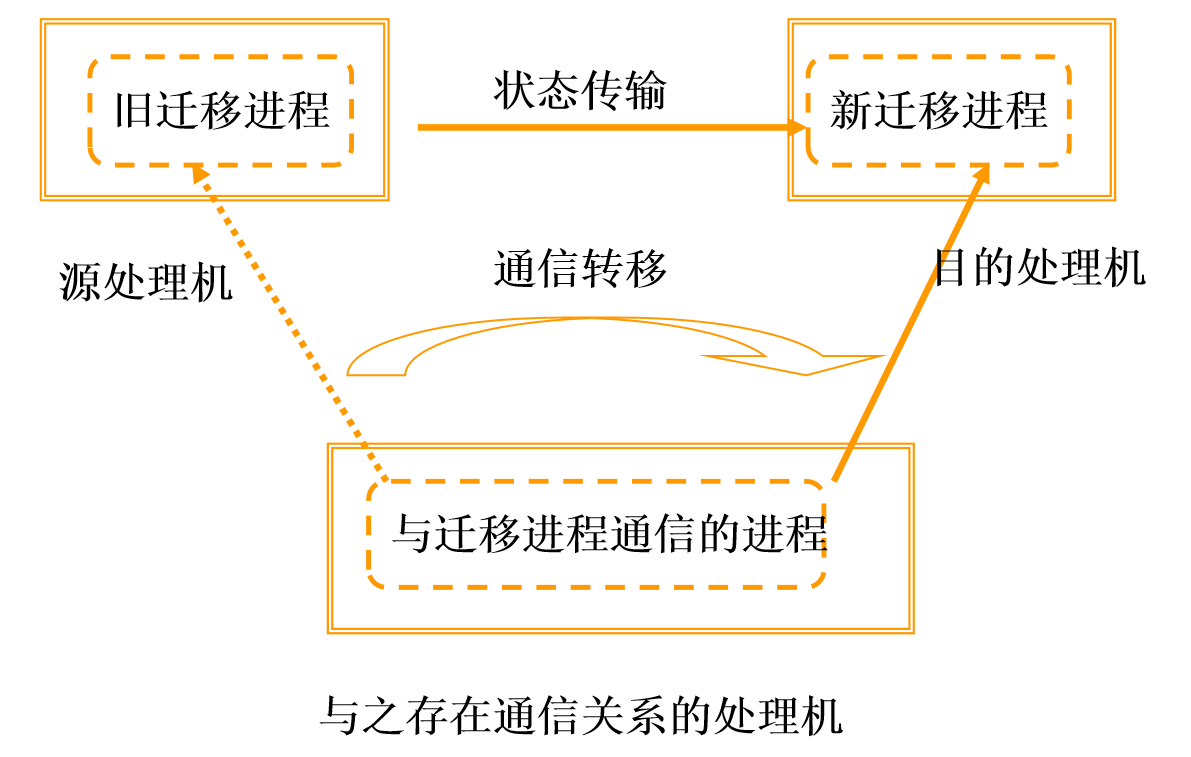 状态传输
旧迁移进程
新迁移进程
源处理机
通信转移
目的处理机
与迁移进程通信的进程
与之存在通信关系的处理机